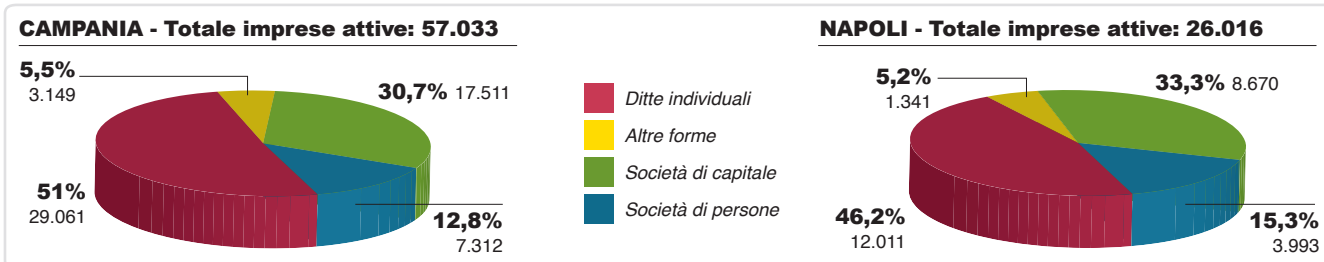 CAMPANIA - Totale imprese attive: 57.033
5,5%
3.149
30,7% 17.511
51%
29.061
12,8%
7.312
Ditte individuali
Altre forme
Società di capitale
Società di persone
NAPOLI - Totale imprese attive: 26.016
5,2%
1.341
33,3% 8.670
46,2%
12.011
15,3%
3.993